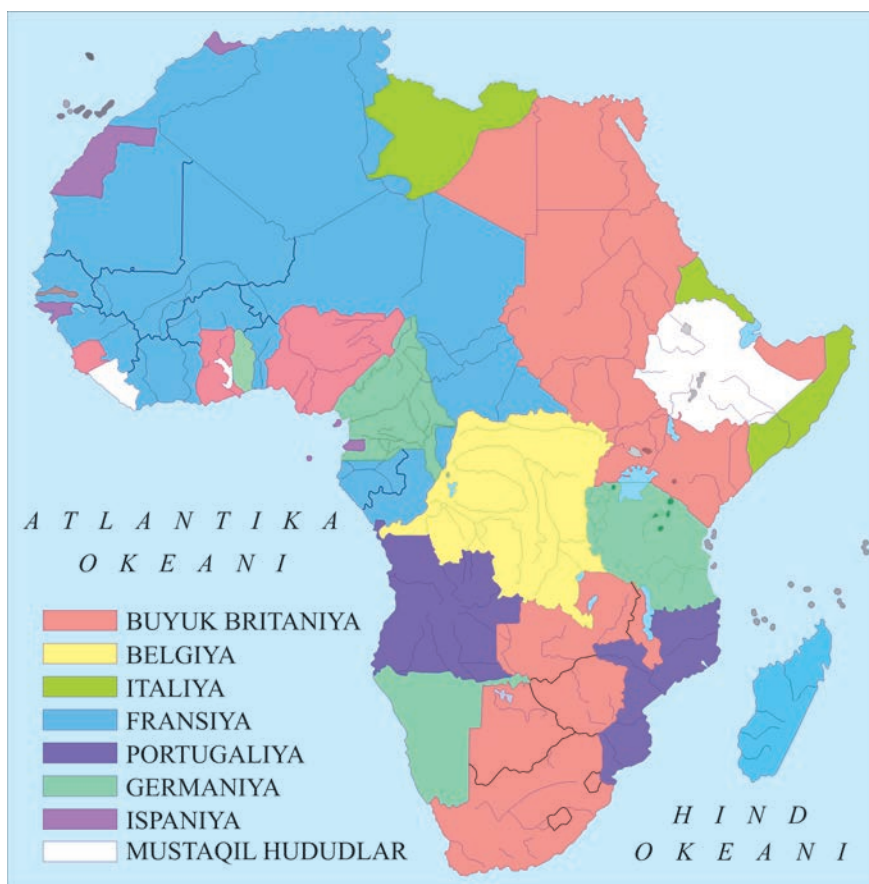 A T L A N T I K A
O K E A N I
BUYUK BRITANIYA
BELGIYA
ITALIYA
FRANSIYA
PORTUGALIYA
GERMANIYA
ISPANIYA
MUSTAQIL HUDUDLAR
H I N D
O K E A N I